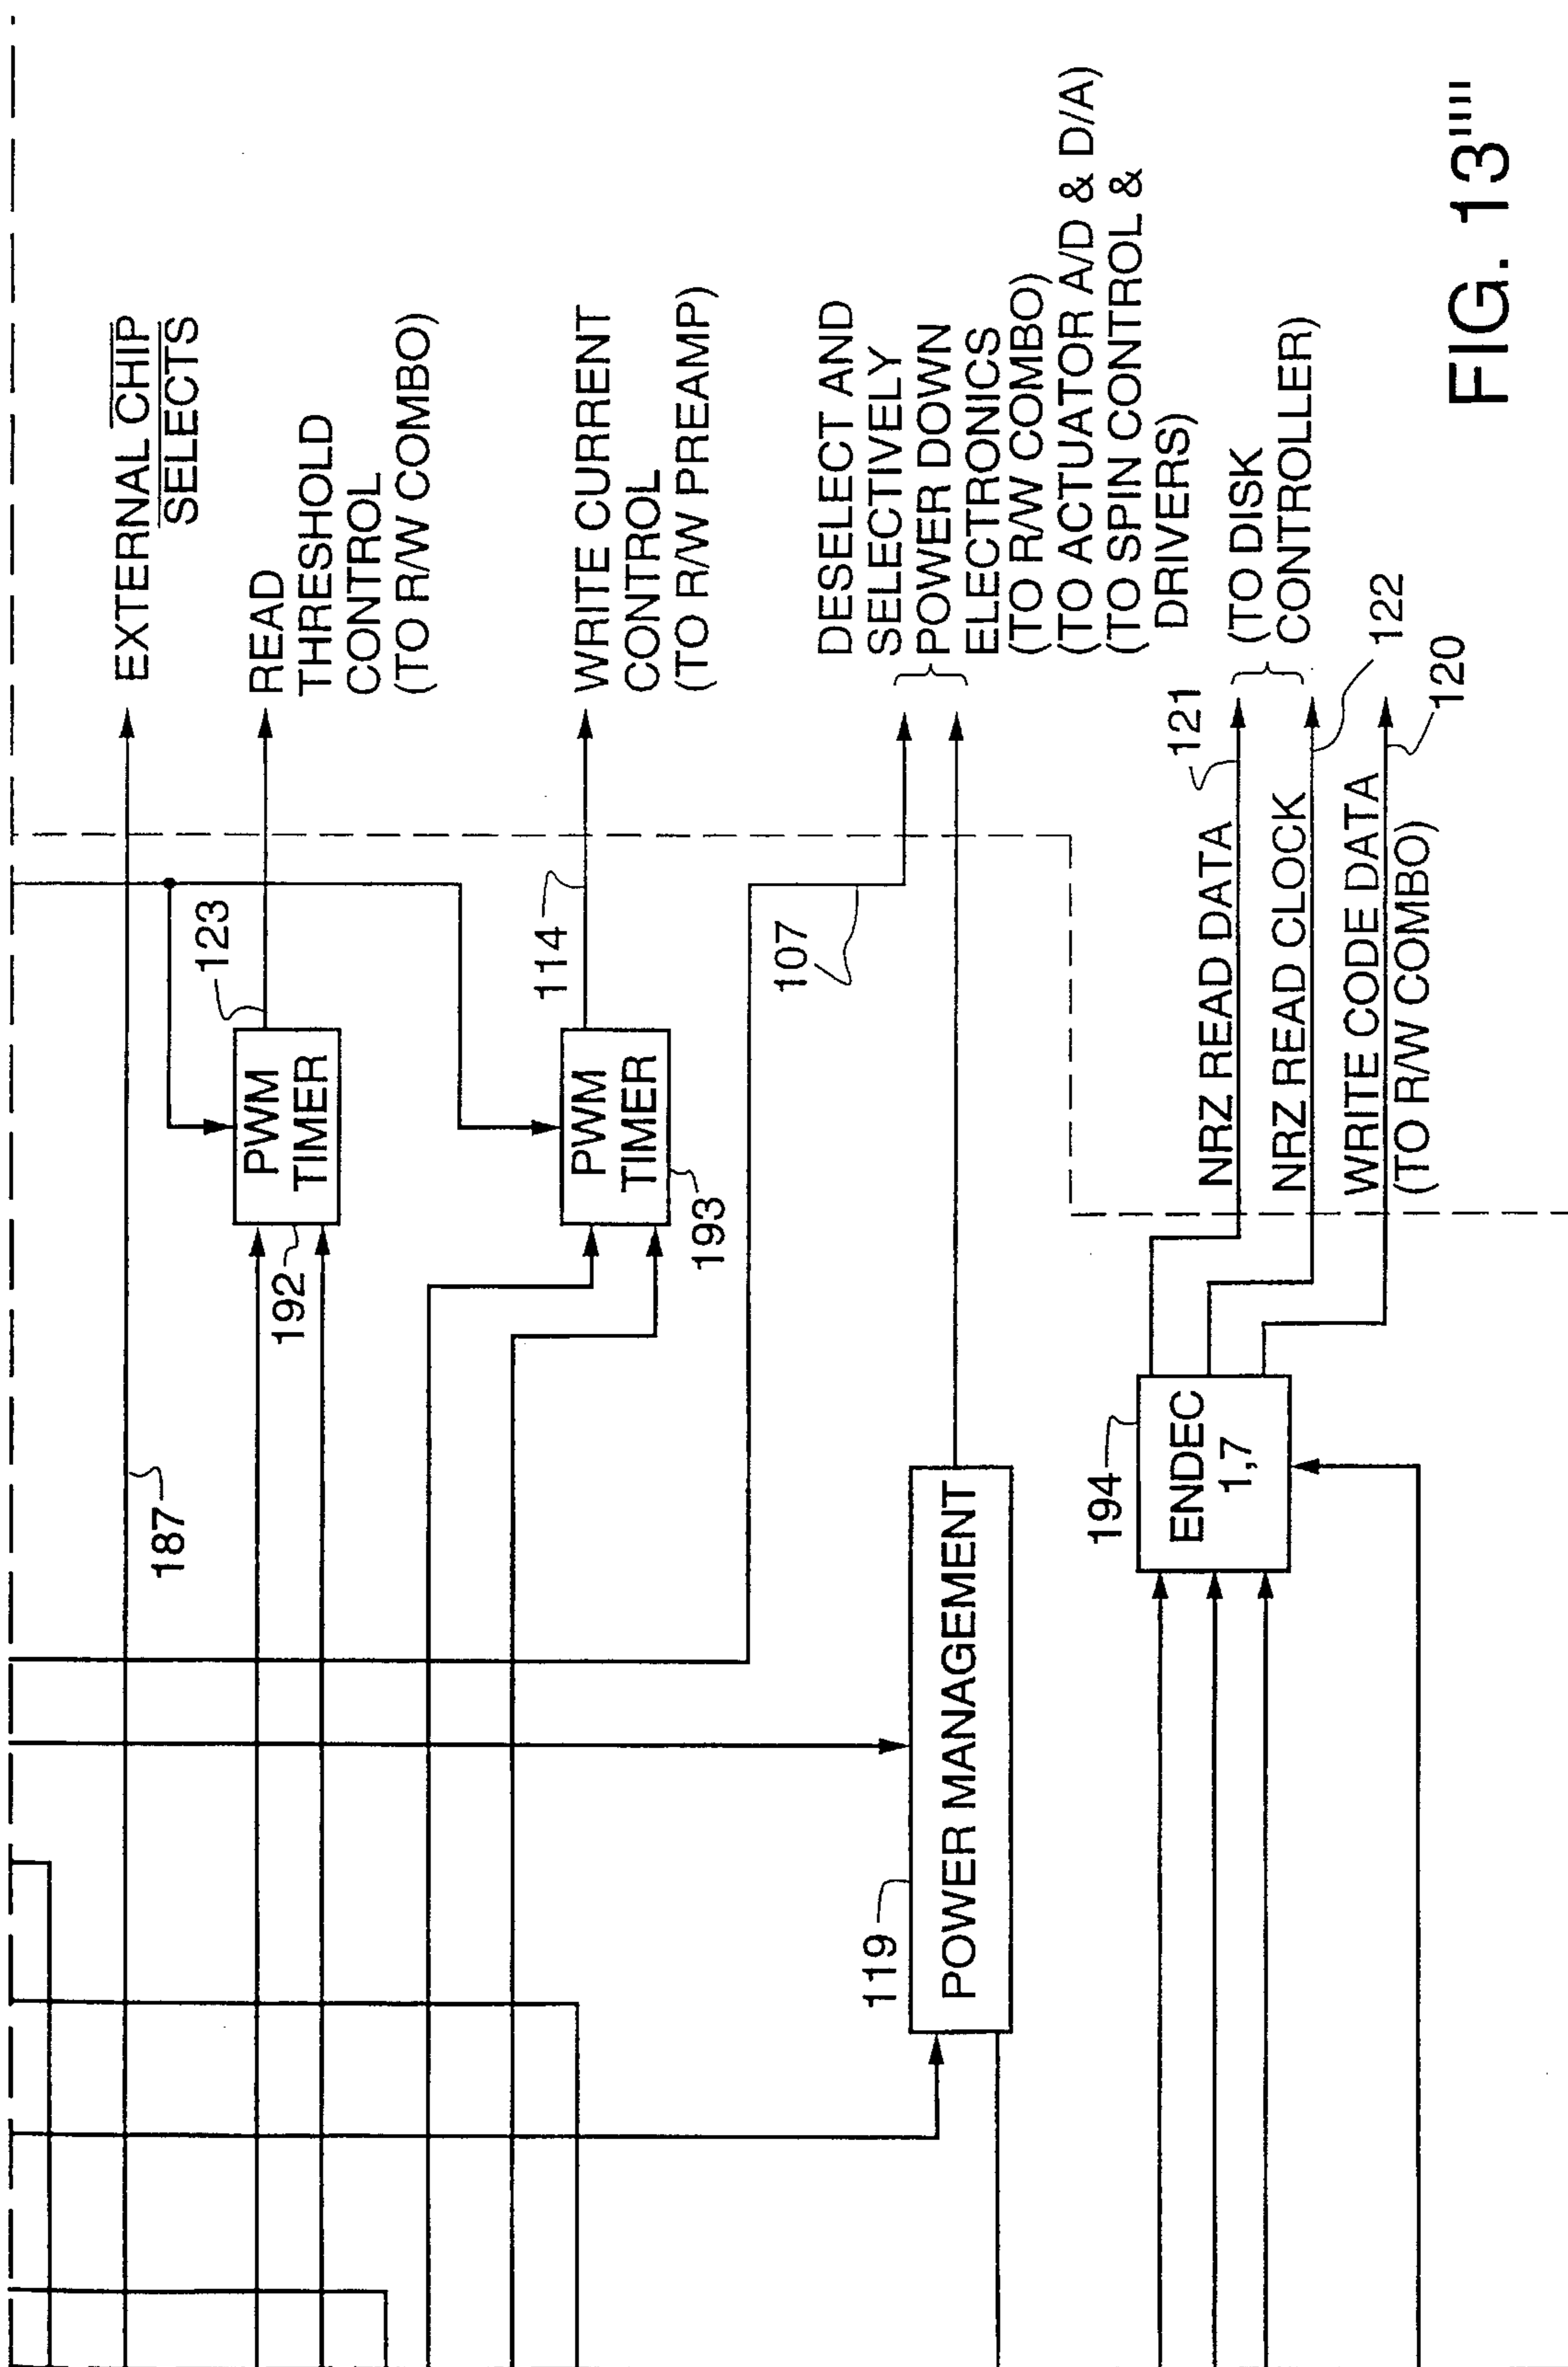 EXTERNAL CHIP
SELECTS
187
READ
THRESHOLD
CONTROL
(TO R/W COMBO)
123
PWM
TIMER
192
WRITE CURRENT
CONTROL
(TO R/W PREAMP)
114
PWM
TIMER
193
107
DESELECT AND
SELECTIVELY
POWER DOWN
ELECTRONICS
(TO R/W COMBO)
(TO ACTUATOR A/D & D/A)
(TO SPIN CONTROL &
DRIVERS)
119
POWER MANAGEMENT
194
ENDEC
1,7
NRZ READ DATA
121
(TO DISK
CONTROLLER)
NRZ READ CLOCK
122
WRITE CODE DATA
(TO R/W COMBO)
120
FIG. 13''''